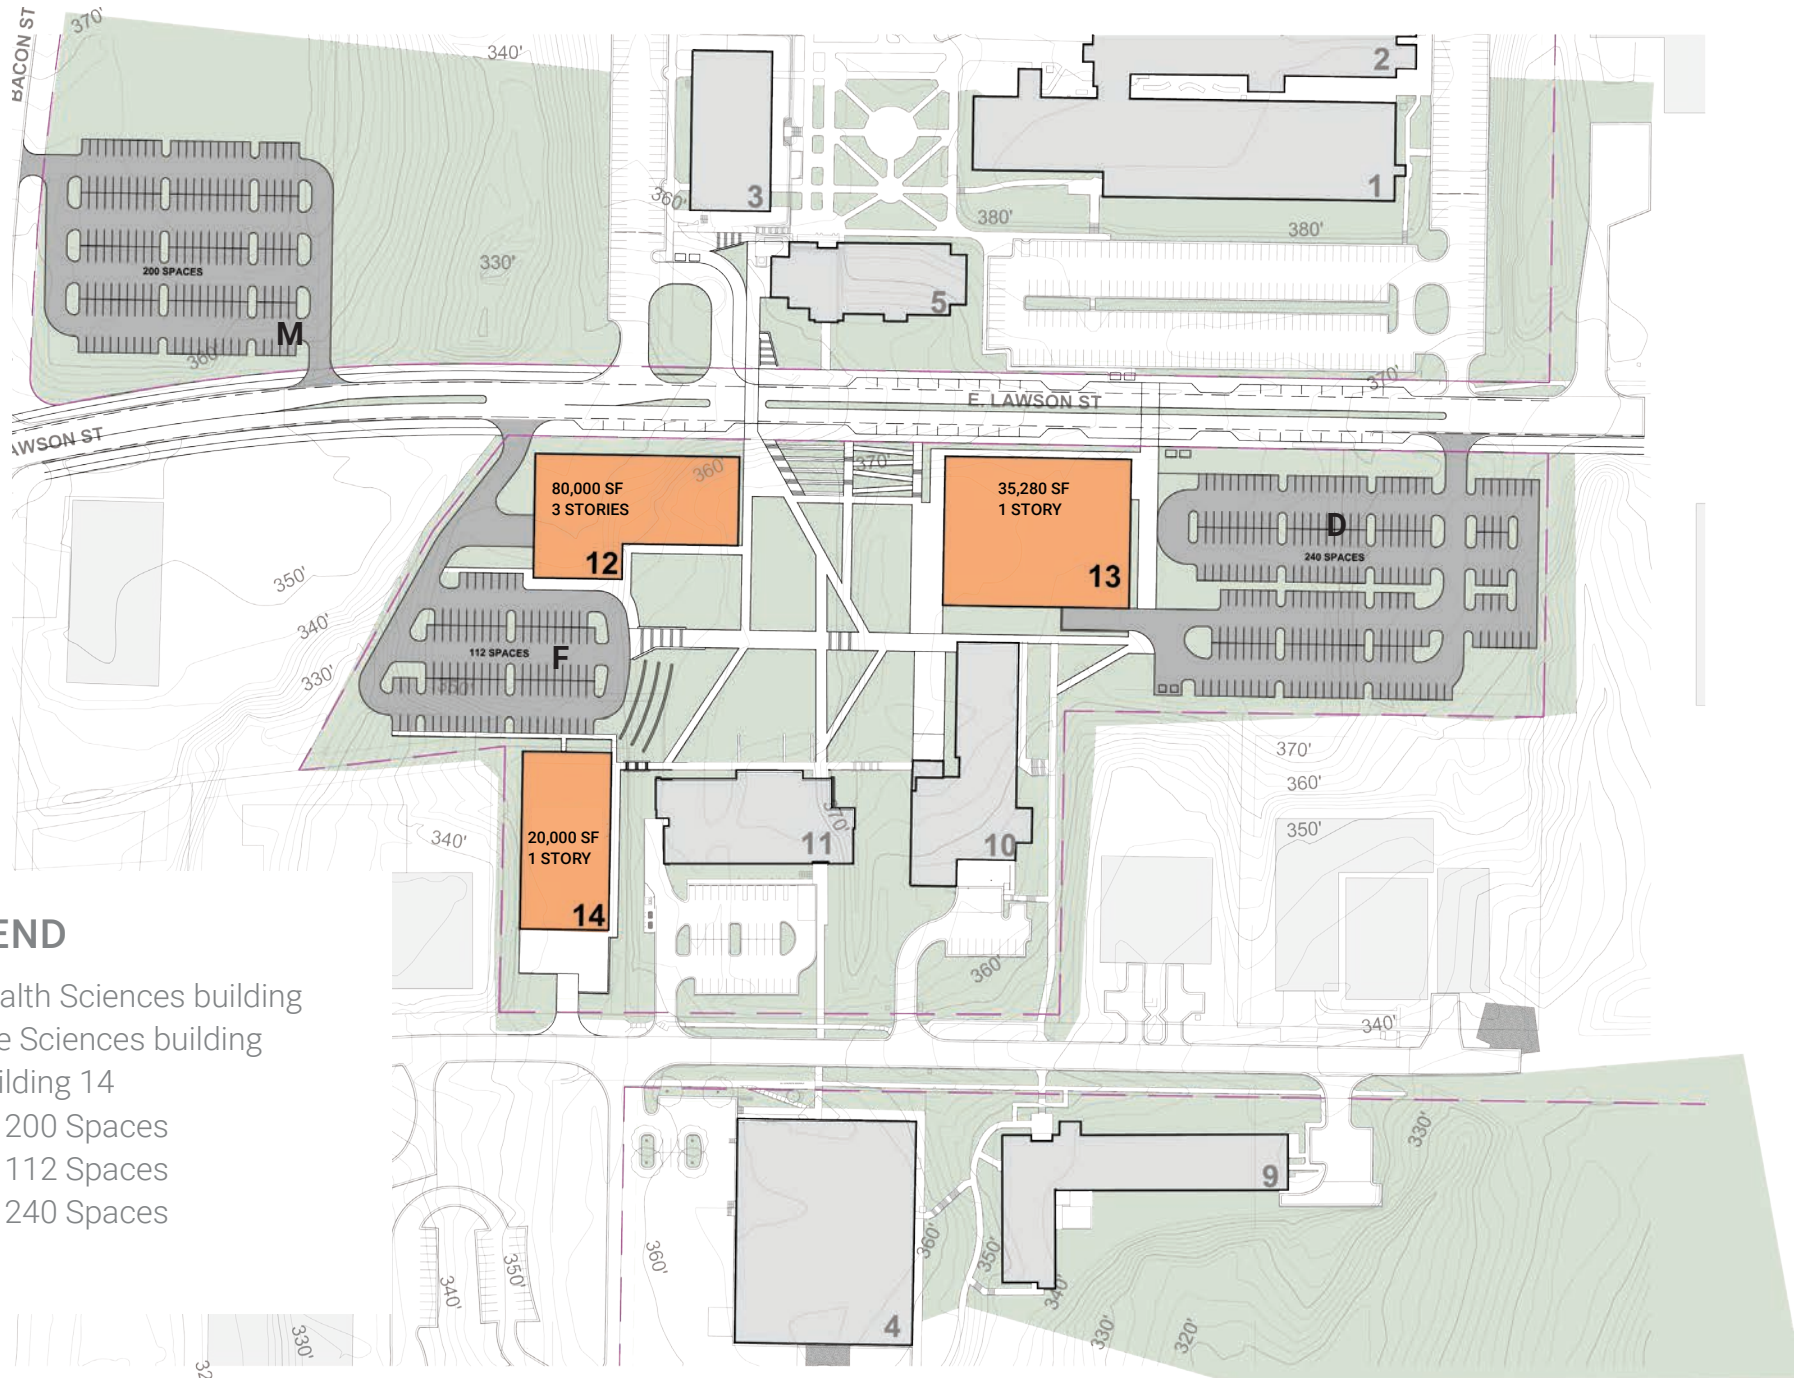 BACON ST
370'
340'
2
3
1
360'
380'
380'
330'
200 SPACES
5
M
360'
370'
E. LAWSON ST
AWSON ST
80,000 SF
3 STORIES
12
360'
370'
35,280 SF
1 STORY
13
D
240 SPACES
350'
340'
330'
112 SPACES
F
350'
370'
360'
350'
340'
20,000 SF
1 STORY
14
11
370'
10
360'
340'
END
alth Sciences building
e Sciences building
ilding 14
200 Spaces
112 Spaces
240 Spaces
330'
9
360'
350'
340'
360'
350'
340'
4
330'
320'
330'